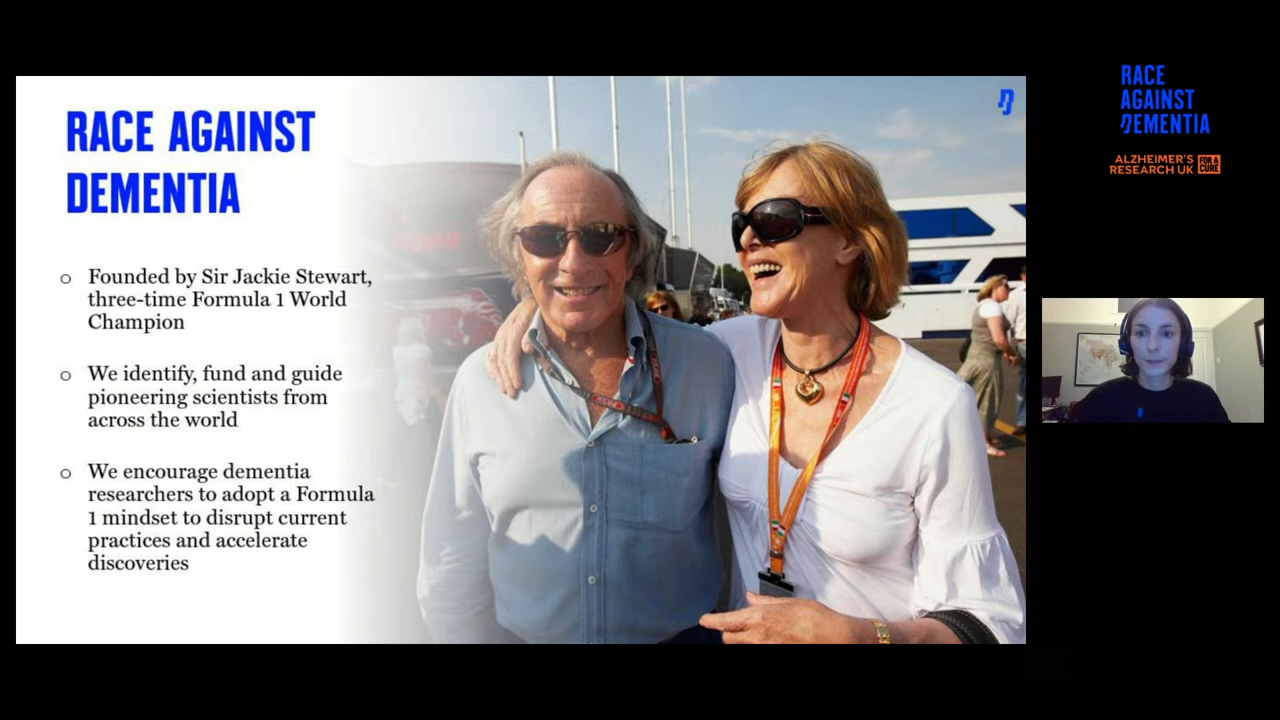 RACE AGAINST
DEMENTIA
o Founded by Sir Jackie Stewart,
three-time Formula 1 World
Champion
o We identify, fund and guide
pioneering scientists from
across the world
o We encourage dementia
researchers to adopt a Formula
1 mindset to disrupt current
practices and accelerate
discoveries
RACE
AGAINST
DEMENTIA
ALZHEIMER'S
RESEARCH UK
FOR A
CURE